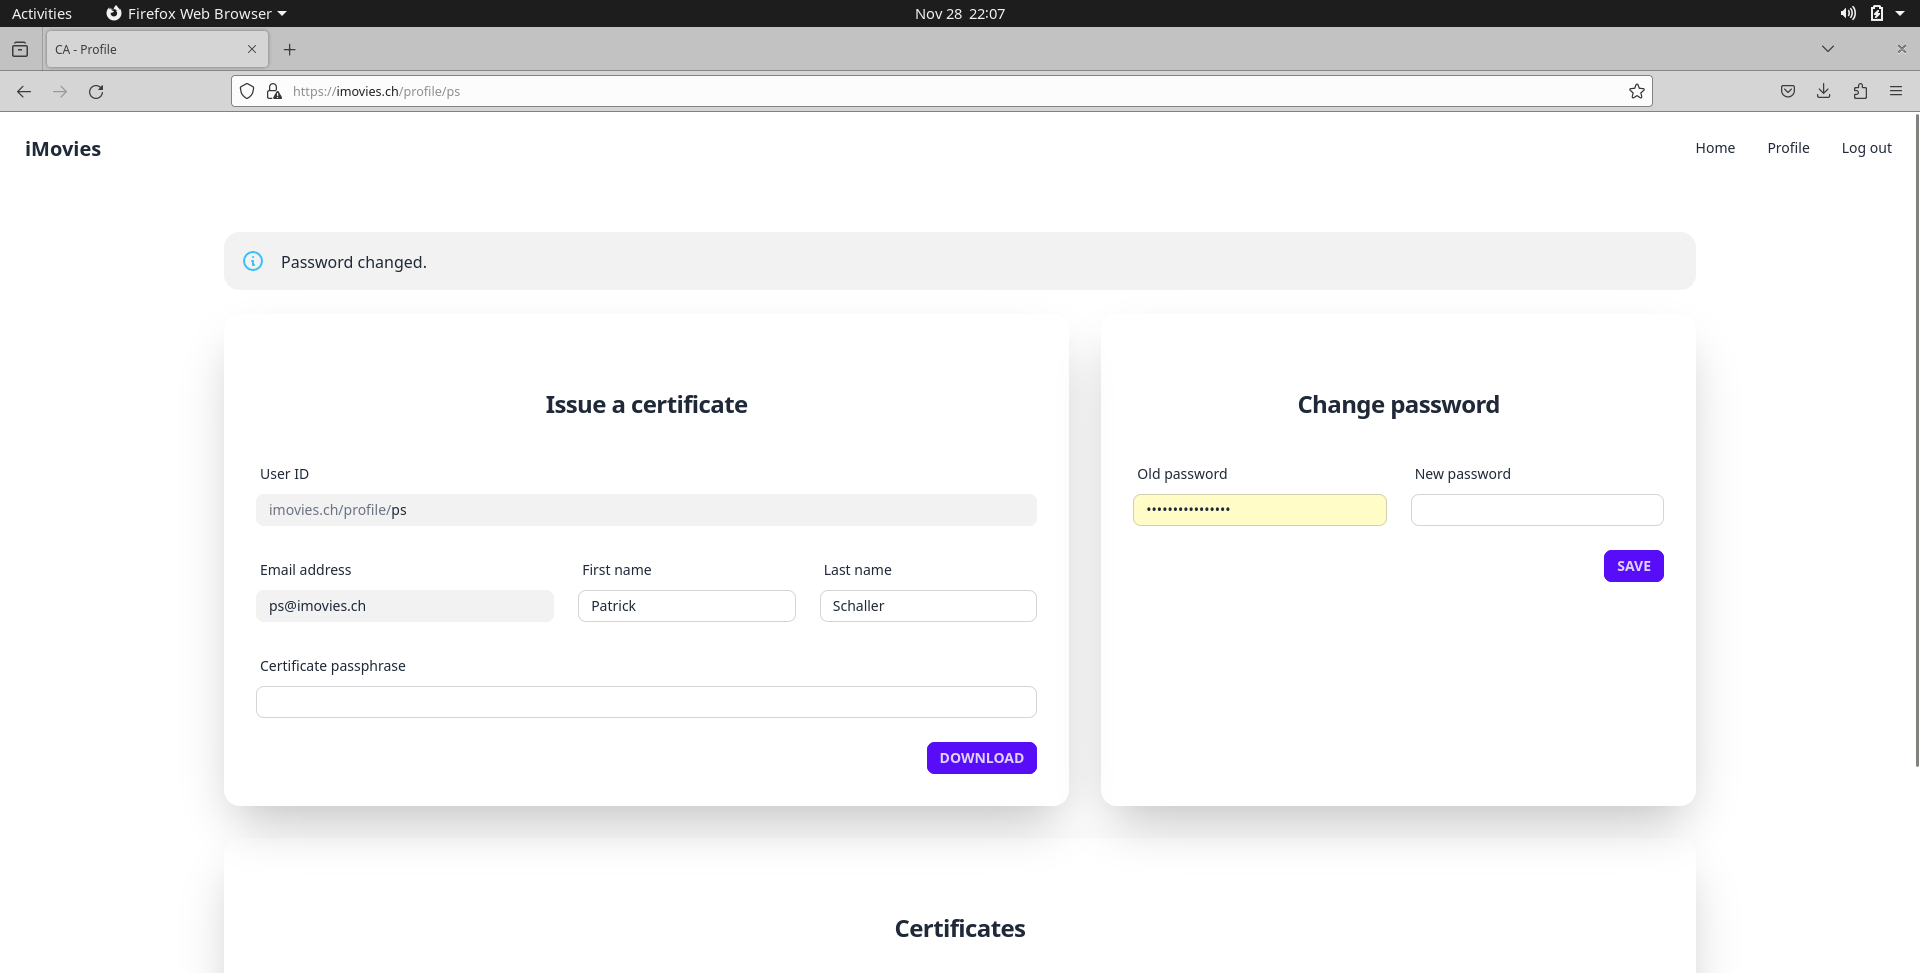 Activities Firefox Web Browser Nov 28 22:07
CA - Profile
https://imovies.ch/profile/ps
iMovies Home Profile Log out
Password changed.
Issue a certificate
User ID
imovies.ch/profile/ps
Email address First name Last name
ps@imovies.ch Patrick Schaller
Certificate passphrase
DOWNLOAD
Change password
Old password New password
••••••••••••••••
SAVE
Certificates